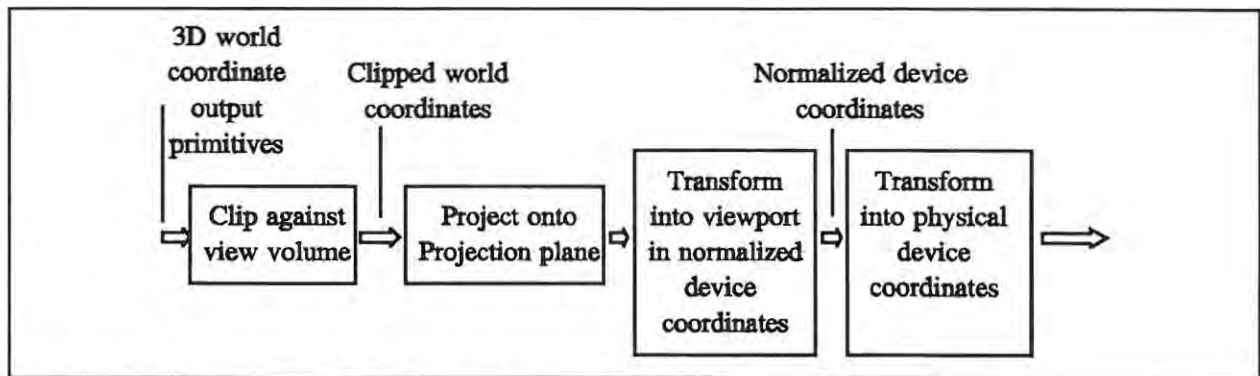 3D world
coordinate
output
primitives
Clipped world
coordinates
Normalized device
coordinates
Clip against
view volume
Project onto
Projection plane
Transform
into viewport
in normalized
device
coordinates
Transform
into physical
device
coordinates